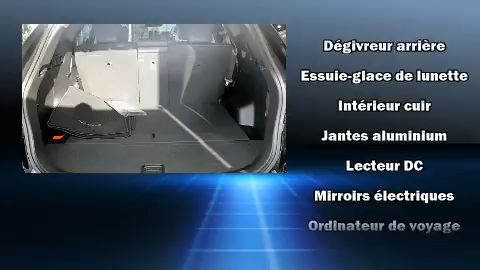 Dégivreur arrière
Essuie-glace de lunette
Intérieur cuir
Jantes aluminium
Lecteur DC
Mirroirs électriques
Ordinateur de voyage